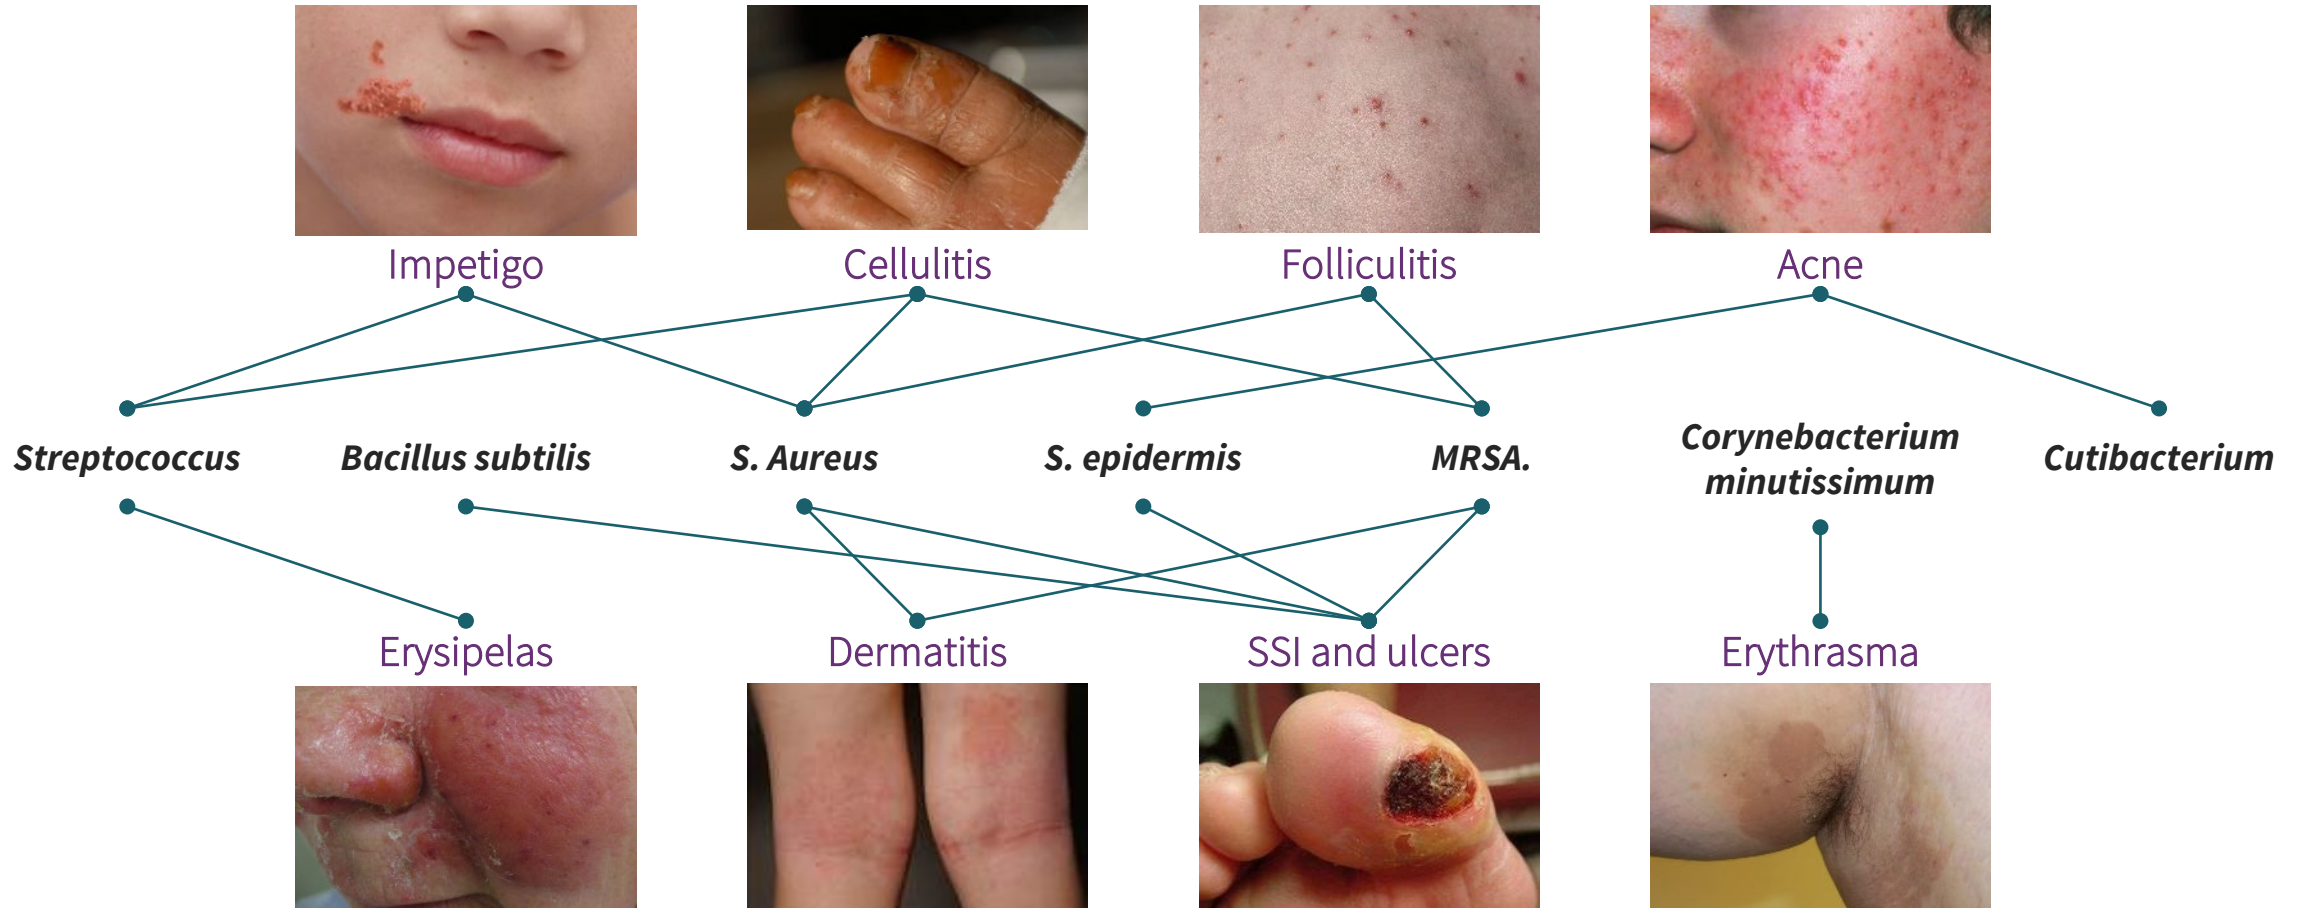 Impetigo
Cellulitis
Folliculitis
Acne
Streptococcus
Bacillus subtilis
S. Aureus
S. epidermis
MRSA.
Corynebacterium
minutissimum
Cutibacterium
Erysipelas
Dermatitis
SSI and ulcers
Erythrasma